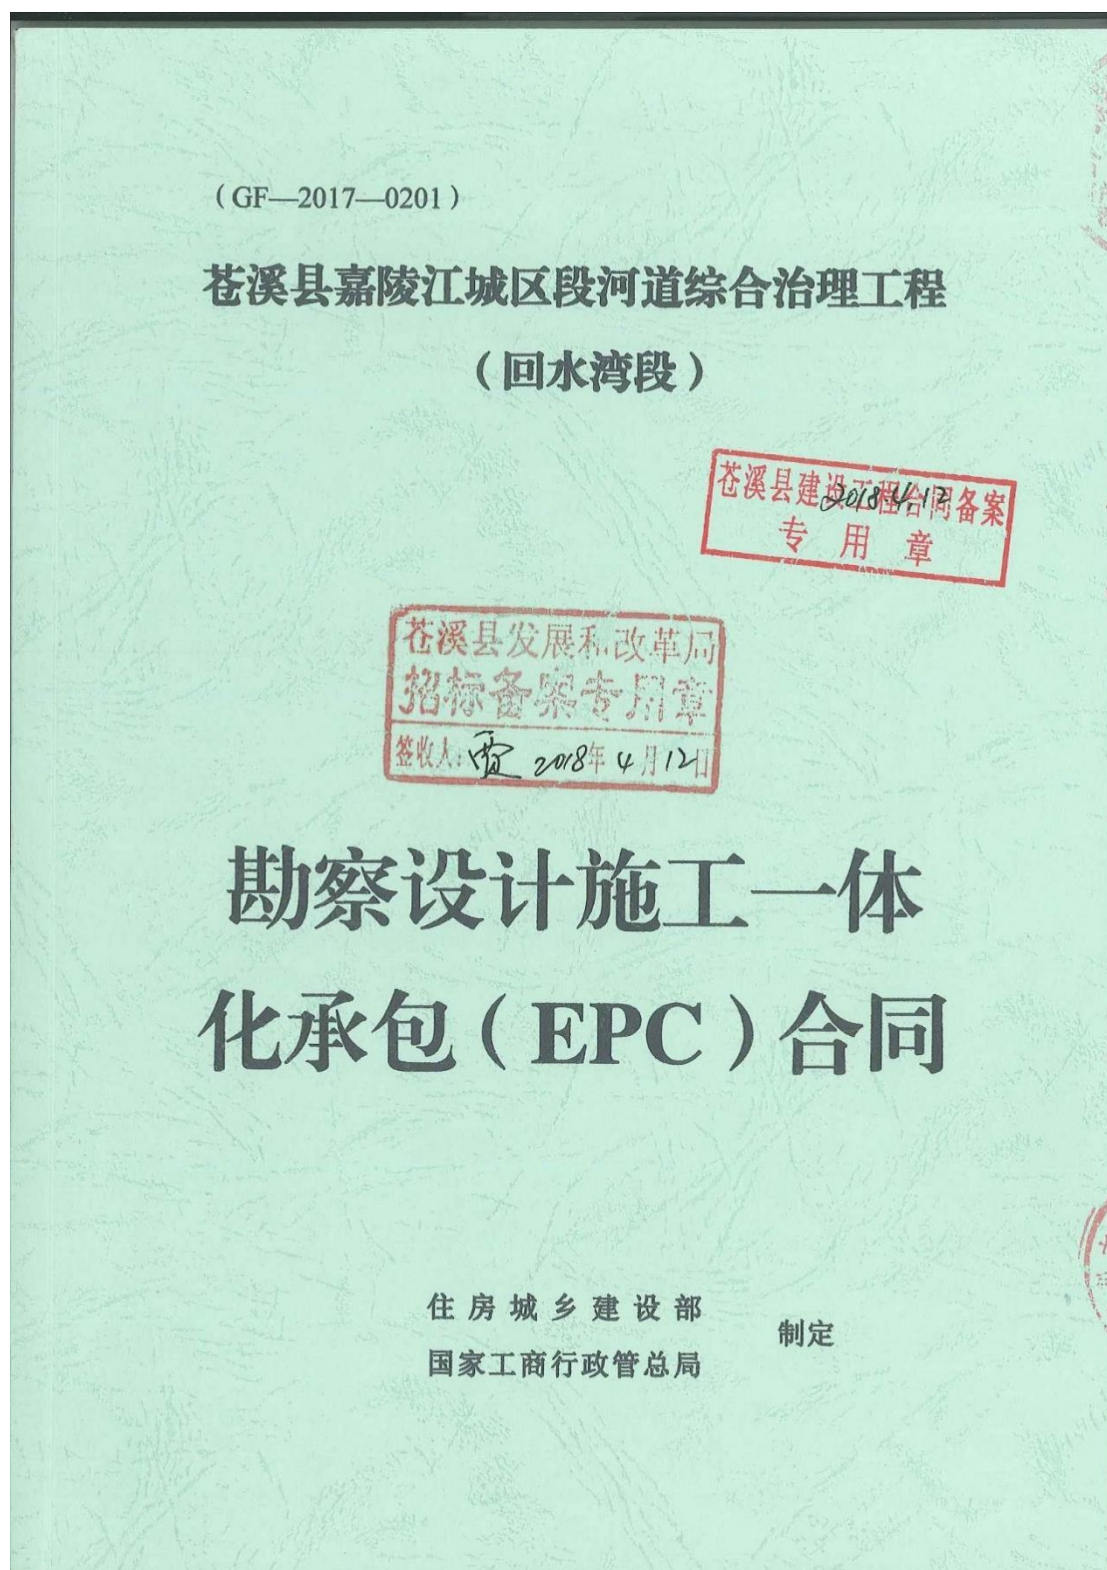 （GF—2017—0201）
苍溪县嘉陵江城区段河道综合治理工程
（回水湾段）
苍溪县建设工程合同备案
2018.4.12
专用章
苍溪县发展和改革局
招标备案专用章
签收人： 2018年4月12日
勘察设计施工一体
化承包（EPC）合同
住房城乡建设部
国家工商行政管总局
制定